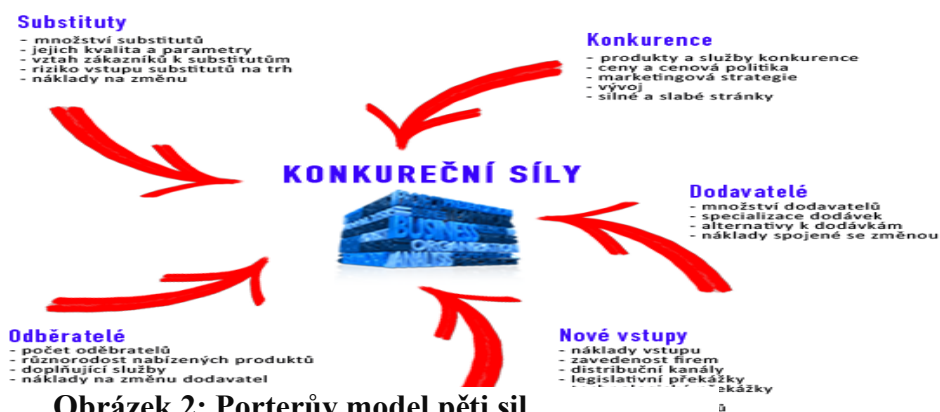 Substituty
- množství substitutů
- jejich kvalita a parametry
- vztah zákazníků k substitutům
- riziko vstupu substitutů na trh
- náklady na změnu
Konkurence
- produkty a služby konkurence
- ceny a cenová politika
- marketingová strategie
- vývoj
- silné a slabé stránky
KONKUREČNÍ SÍLY
BUSINESS
ORGANIZATION
ANALYSE
Dodavatelé
- množství dodavatelů
- specializace dodávek
- alternativy k dodávkám
- náklady spojené se změnou
Odběratelé
- počet oděbratelů
- různorodost nabízených produktů
- doplňující služby
- náklady na změnu dodavatel
Nové vstupy
- náklady vstupu
- zavedenost firem
- distribuční kanály
- legislativní překážky
Obrázek 2: Porterův model pěti sil